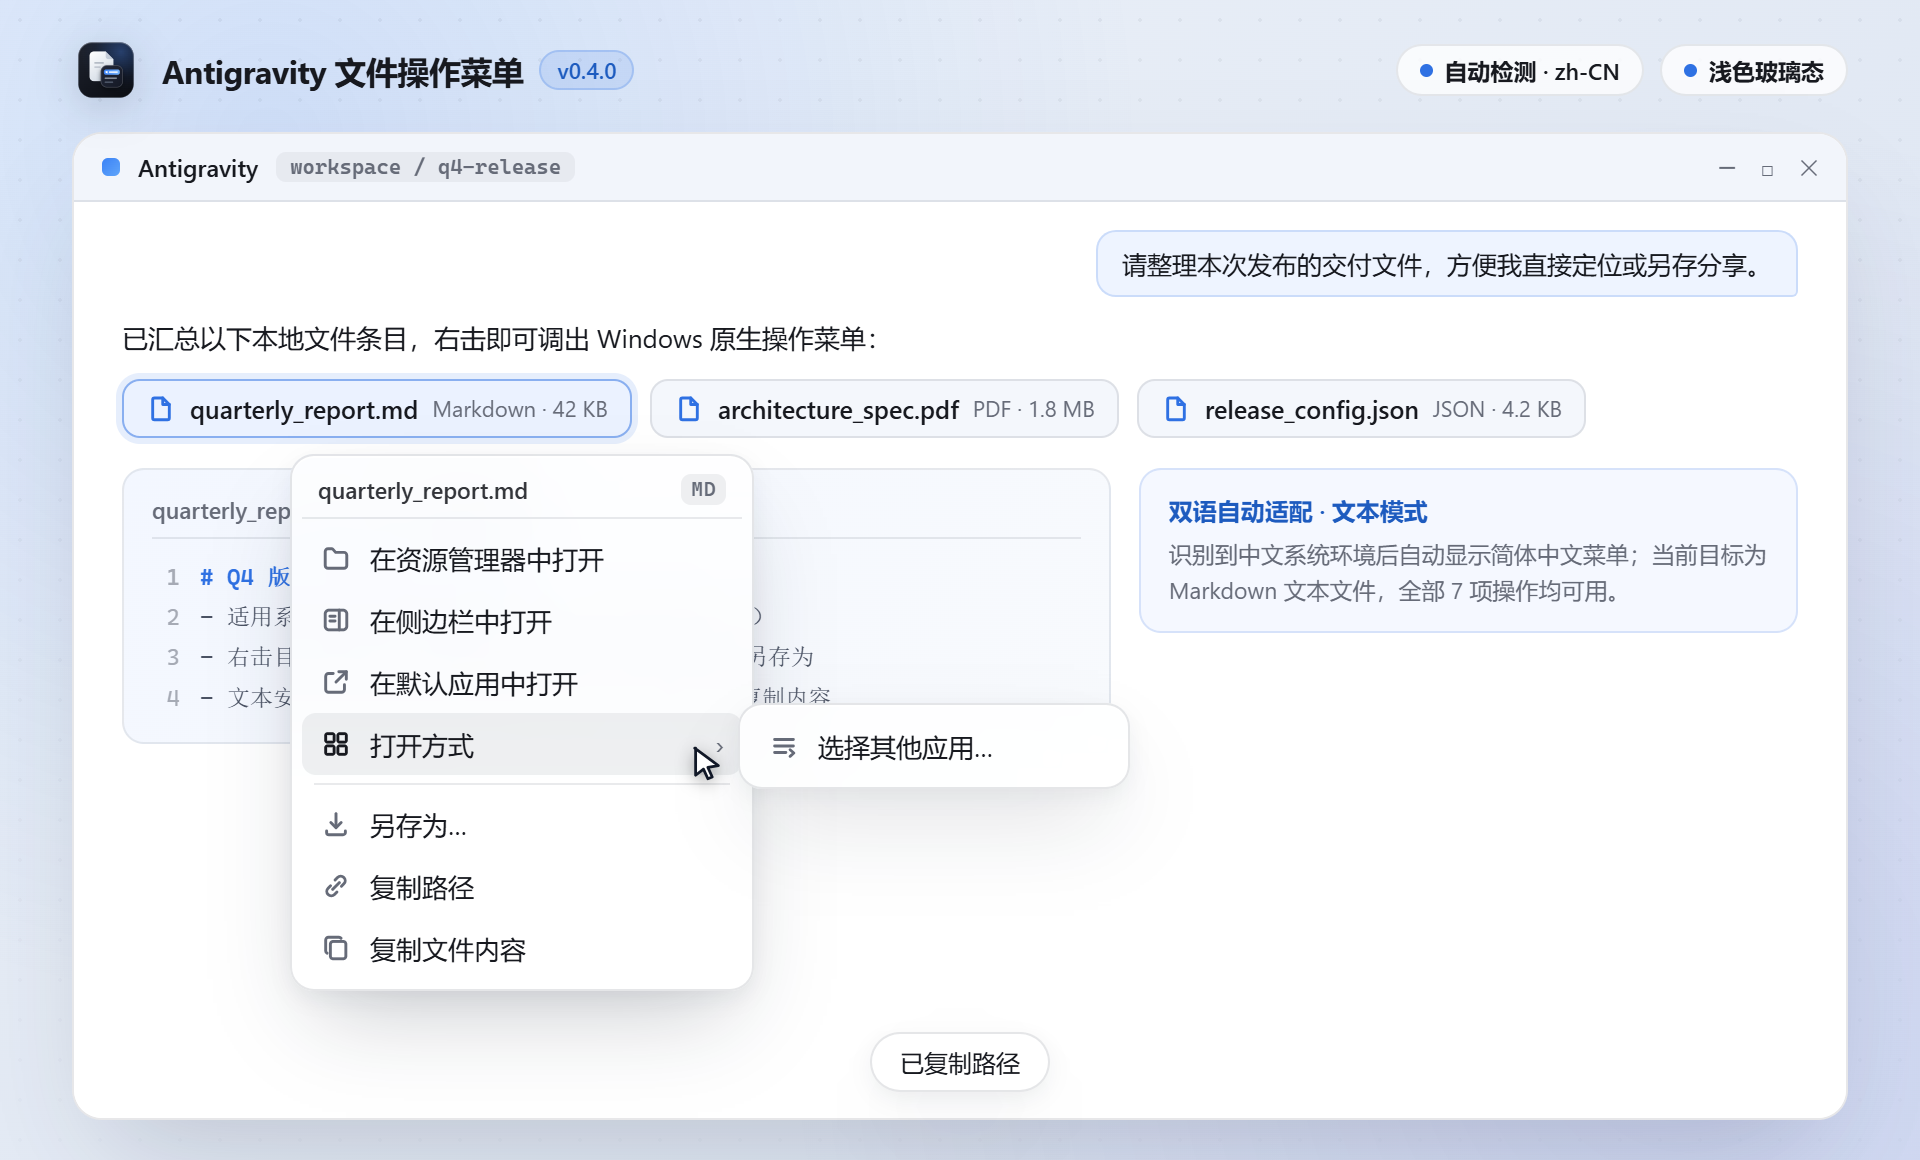 Antigravity 文件操作菜单 v0.4.0
自动检测 · zh-CN
浅色玻璃态
Antigravity workspace / q4-release
请整理本次发布的交付文件，方便我直接定位或另存分享。
已汇总以下本地文件条目，右击即可调出 Windows 原生操作菜单：
quarterly_report.md Markdown · 42 KB
architecture_spec.pdf PDF · 1.8 MB
release_config.json JSON · 4.2 KB
quarterly_rep
1 # Q4 版
2 - 适用系 )
3 - 右击目 另存为
4 - 文本安 复制内容
quarterly_report.md MD
在资源管理器中打开
在侧边栏中打开
在默认应用中打开
打开方式 ›
另存为...
复制路径
复制文件内容
选择其他应用...
双语自动适配 · 文本模式
识别到中文系统环境后自动显示简体中文菜单；当前目标为
Markdown 文本文件，全部 7 项操作均可用。
已复制路径